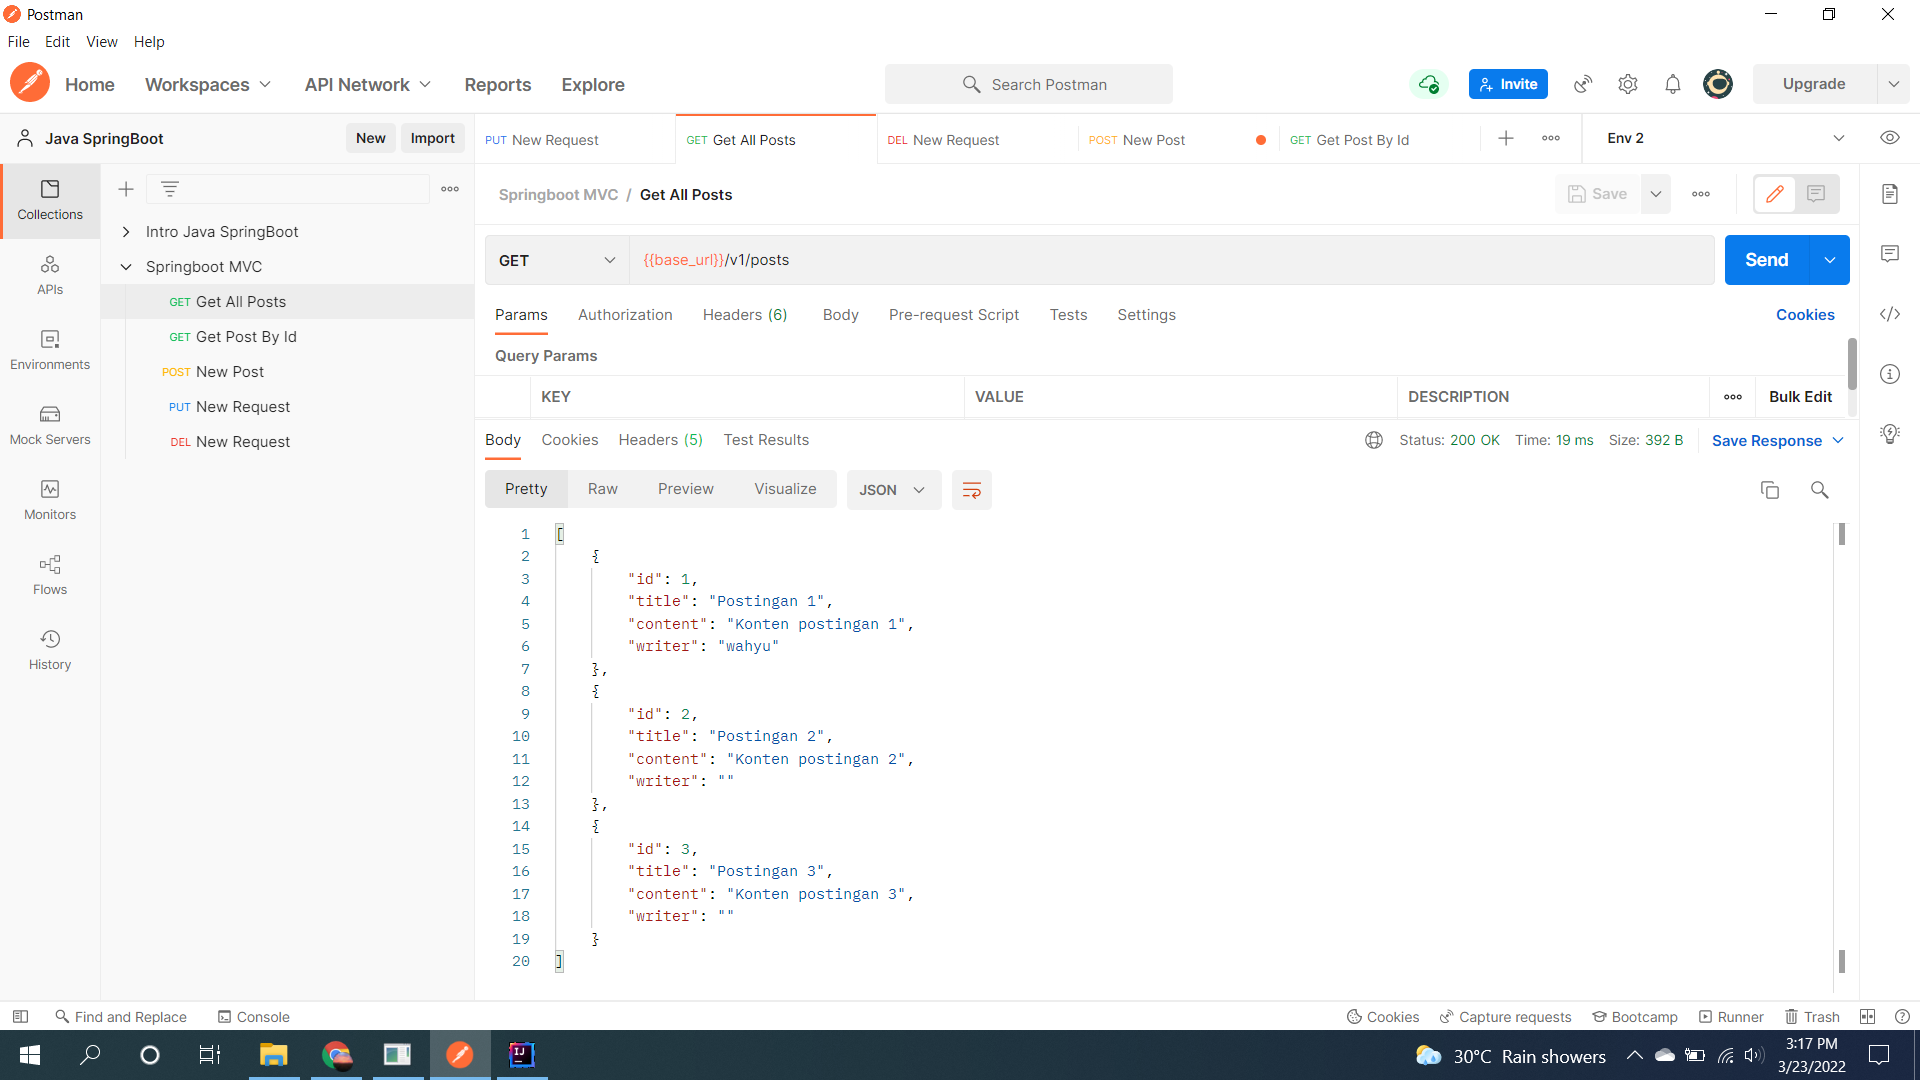 Postman
File Edit View Help
Home Workspaces API Network Reports Explore Search Postman Invite Upgrade
Java SpringBoot New Import
PUT New Request GET Get All Posts DEL New Request POST New Post GET Get Post By Id Env 2
Collections
APIs
Environments
Mock Servers
Monitors
Flows
History
Intro Java SpringBoot
Springboot MVC
GET Get All Posts
GET Get Post By Id
POST New Post
PUT New Request
DEL New Request
Springboot MVC / Get All Posts Save
GET {{base_url}}/v1/posts Send
Params Authorization Headers (6) Body Pre-request Script Tests Settings Cookies
Query Params
KEY VALUE DESCRIPTION Bulk Edit
Body Cookies Headers (5) Test Results Status: 200 OK Time: 19 ms Size: 392 B Save Response
Pretty Raw Preview Visualize JSON
1 [
2 {
3 "id": 1,
4 "title": "Postingan 1",
5 "content": "Konten postingan 1",
6 "writer": "wahyu"
7 },
8 {
9 "id": 2,
10 "title": "Postingan 2",
11 "content": "Konten postingan 2",
12 "writer": ""
13 },
14 {
15 "id": 3,
16 "title": "Postingan 3",
17 "content": "Konten postingan 3",
18 "writer": ""
19 }
20 ]
Find and Replace Console Cookies Capture requests Bootcamp Runner Trash
IJ 30°C Rain showers 3:17 PM
3/23/2022